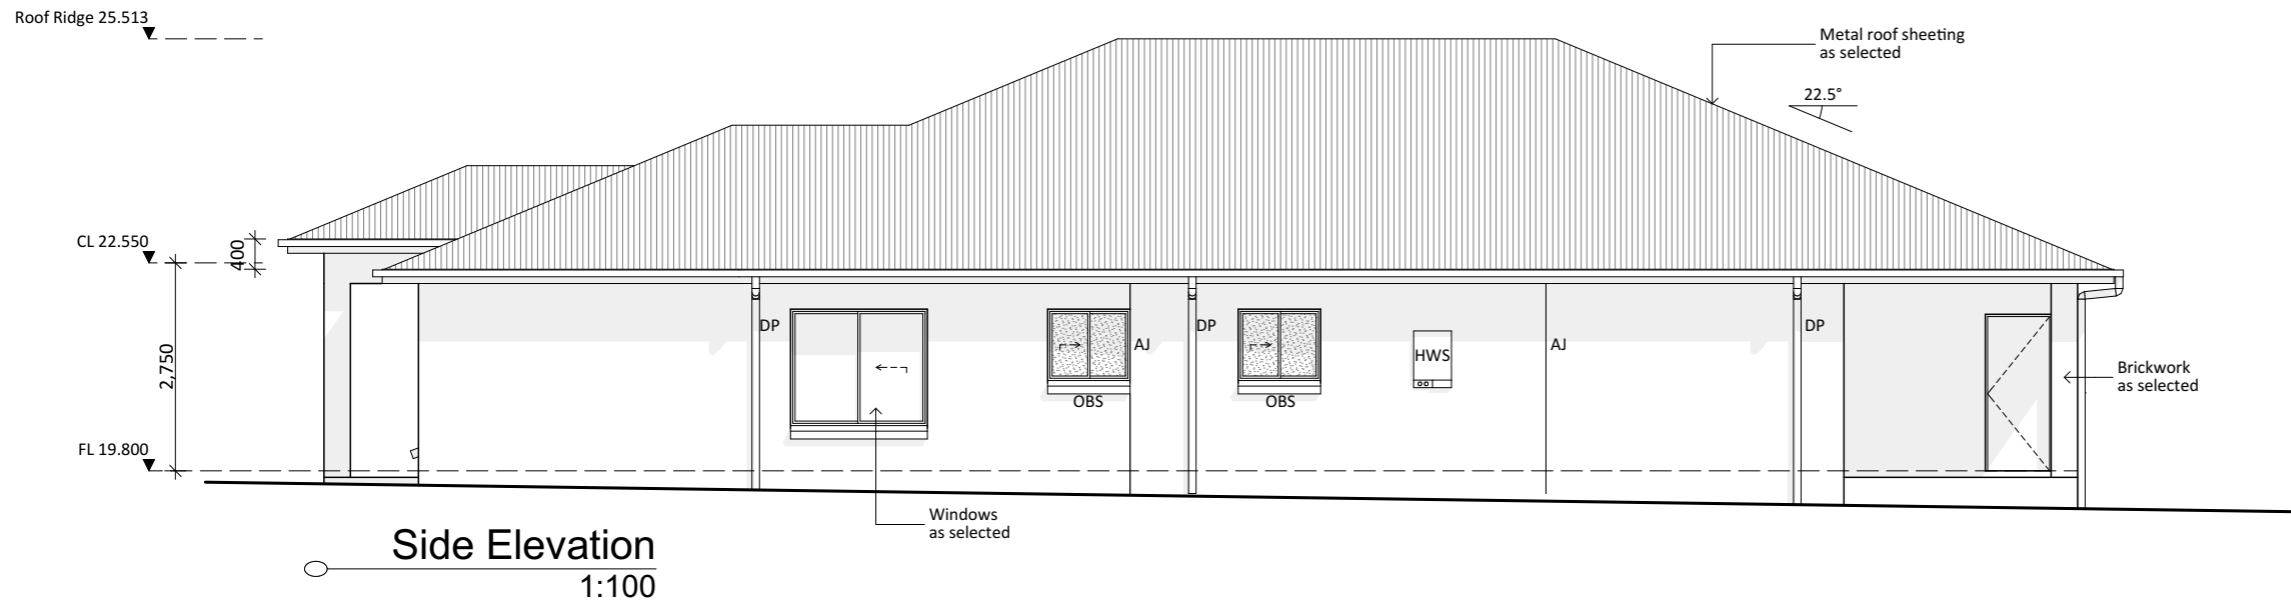 Roof Ridge 25.513
Metal roof sheeting
as selected
22.5°
CL 22.550
400
2,750
DP
DP
DP
AJ
AJ
HWS
OBS
OBS
Brickwork
as selected
FL 19.800
Windows
as selected
Side Elevation
1:100